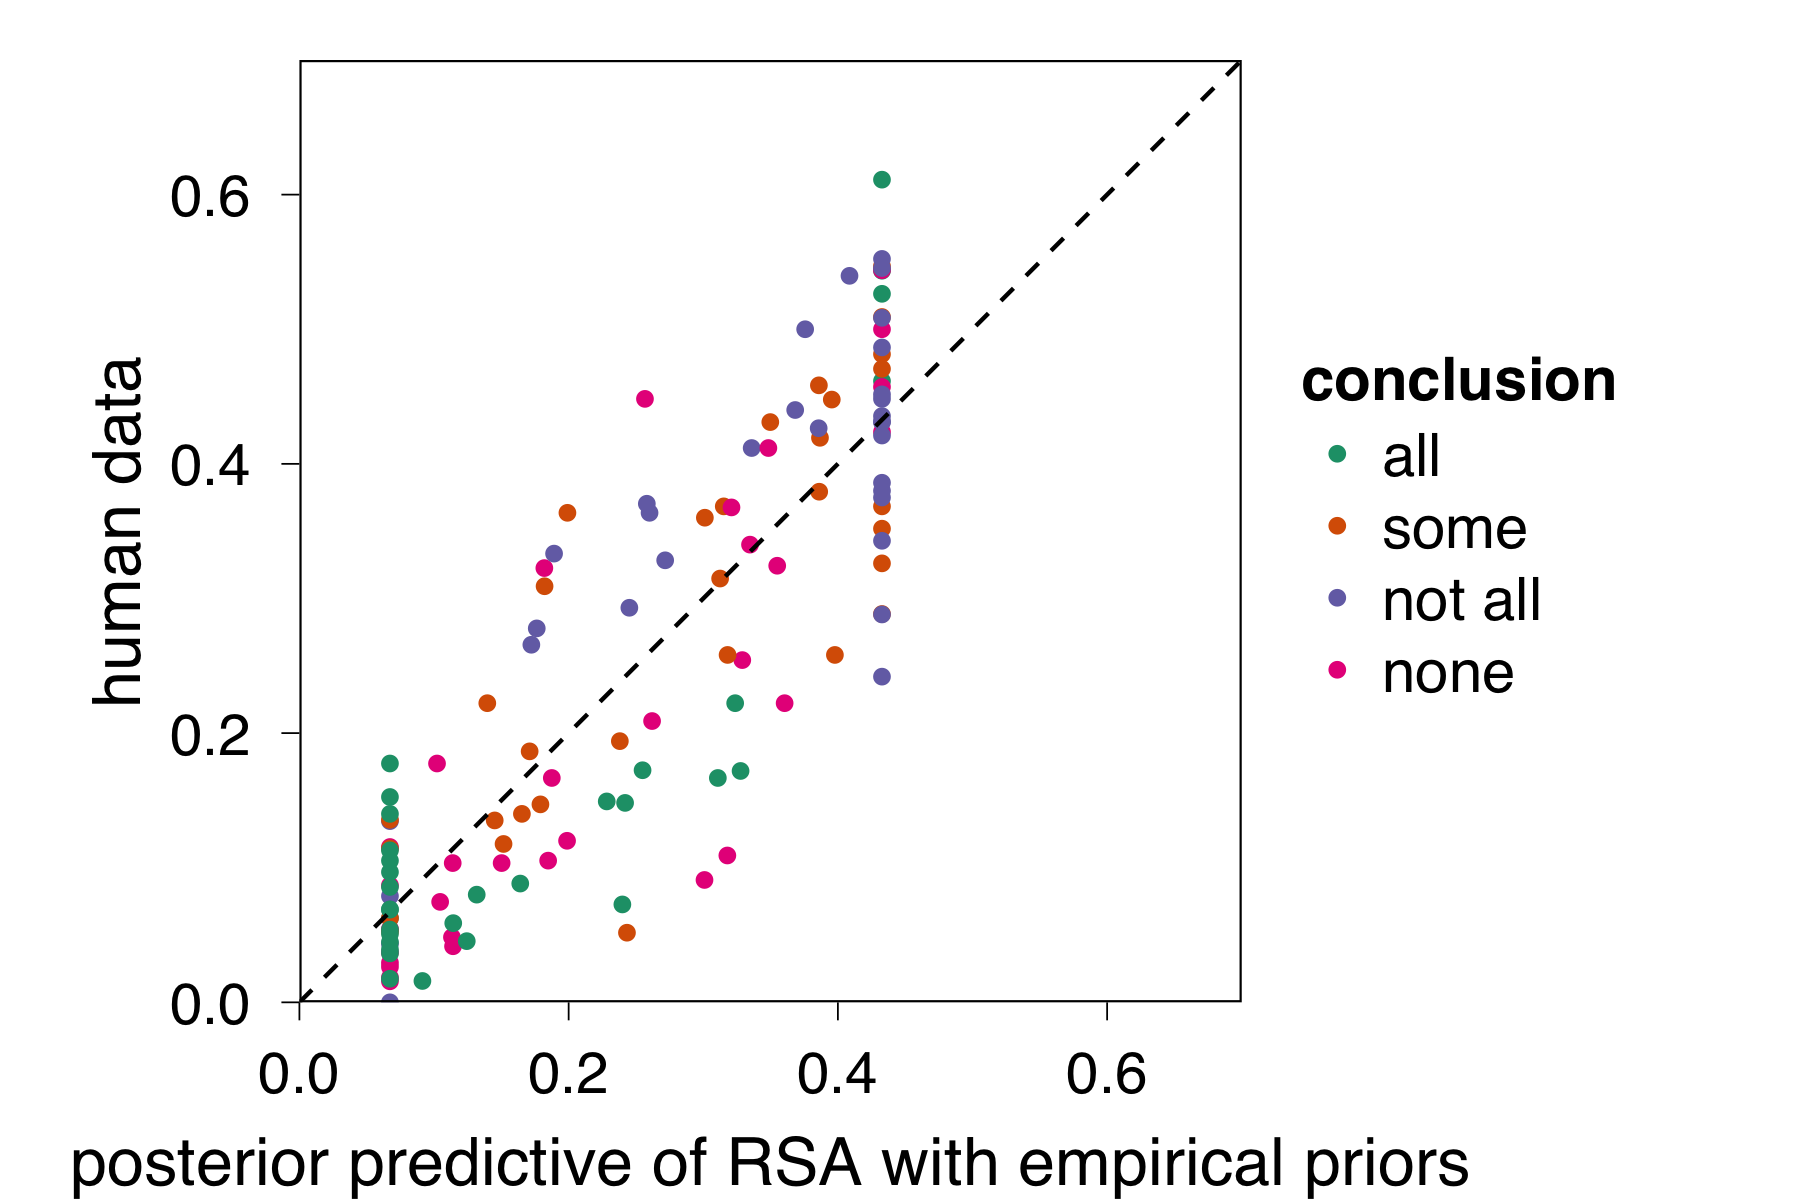 human data
0.6
0.4
0.2
0.0
0.0 0.2 0.4 0.6
posterior predictive of RSA with empirical priors
conclusion
all
some
not all
none